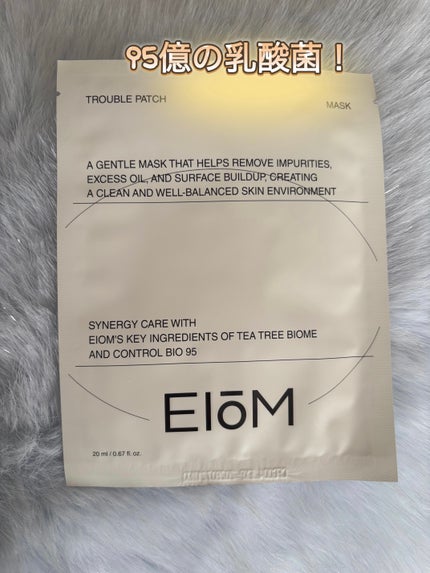 95億の乳酸菌！
TROUBLE PATCH
MASK
A GENTLE MASK THAT HELPS REMOVE IMPURITIES,
EXCESS OIL, AND SURFACE BUILDUP, CREATING
A CLEAN AND WELL-BALANCED SKIN ENVIRONMENT
SYNERGY CARE WITH
EIOM'S KEY INGREDIENTS OF TEA TREE BIOME
AND CONTROL BIO 95
EIōM
20 ml / 0.67 fl. oz.